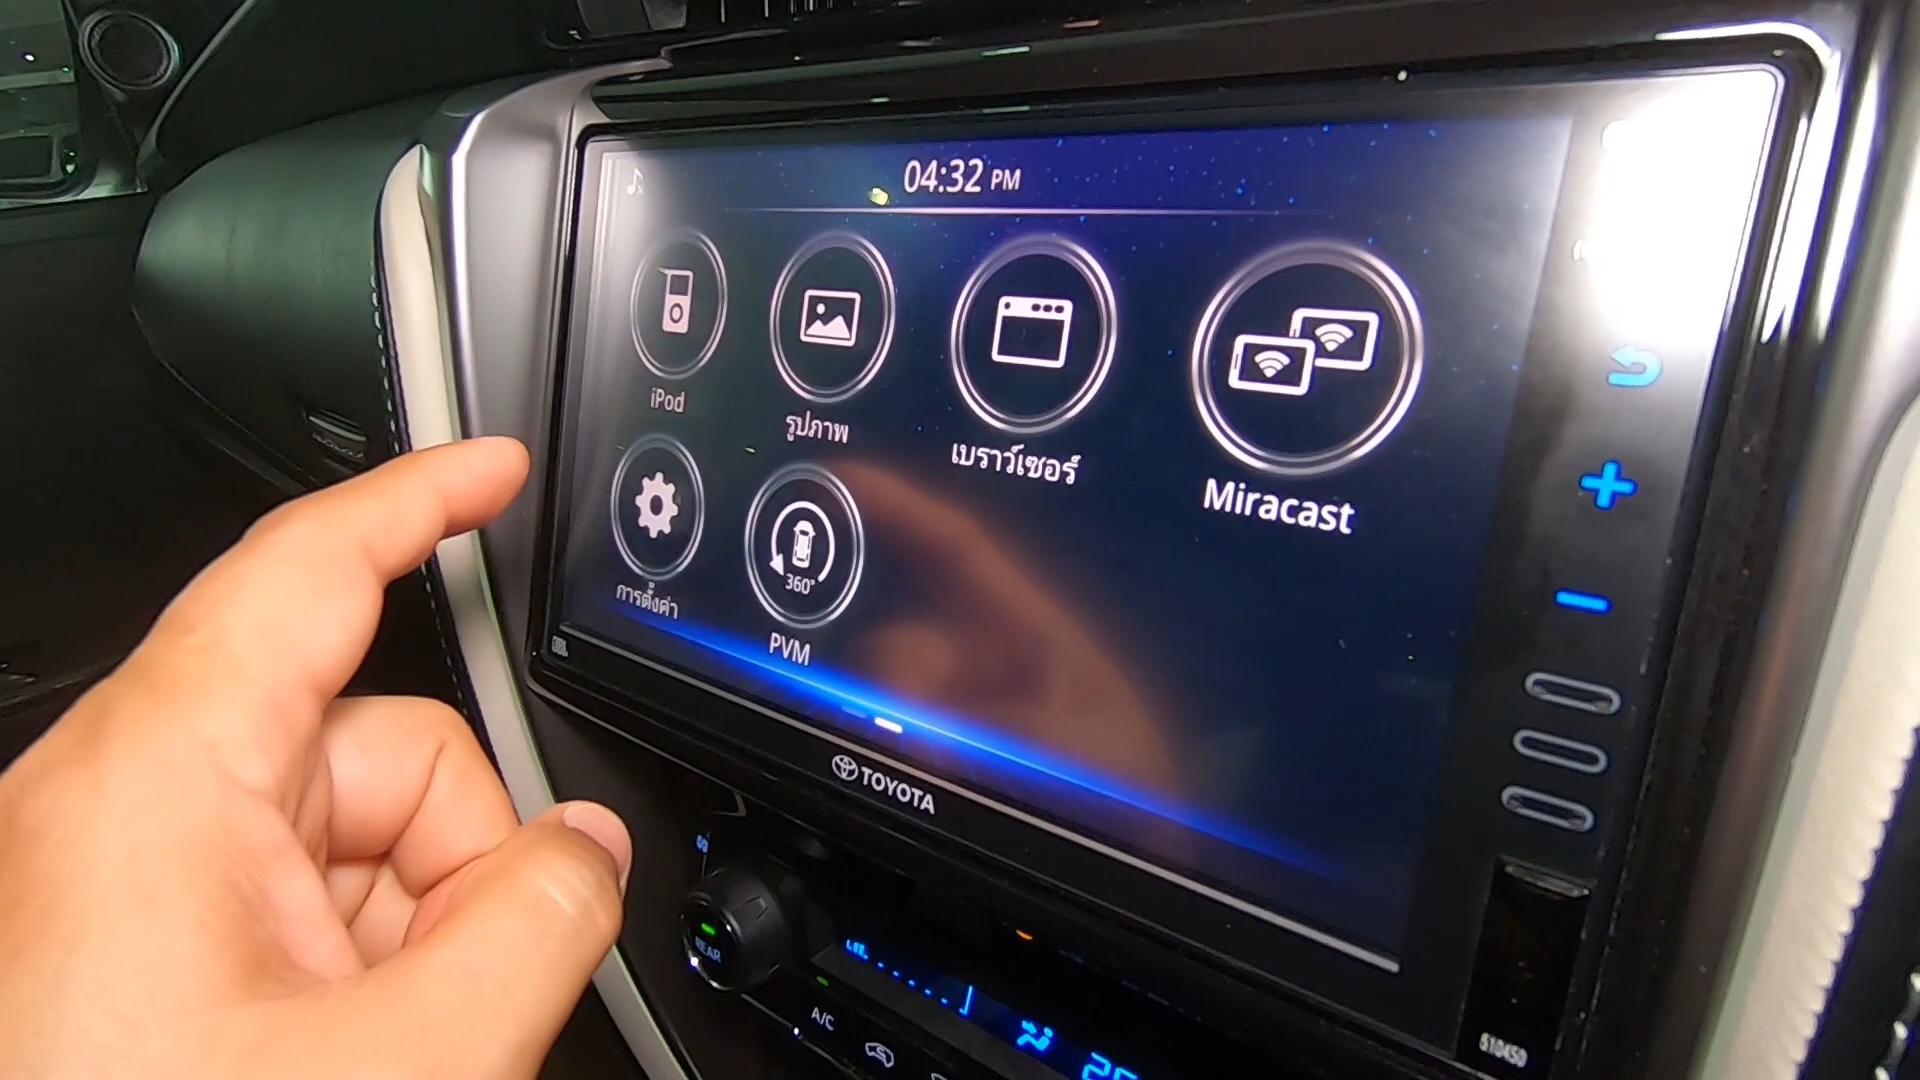 04:32 PM
iPod
รูปภาพ
เบราว์เซอร์
Miracast
การตั้งค่า
360°
PVM
TOYOTA
REAR
A/C
510450